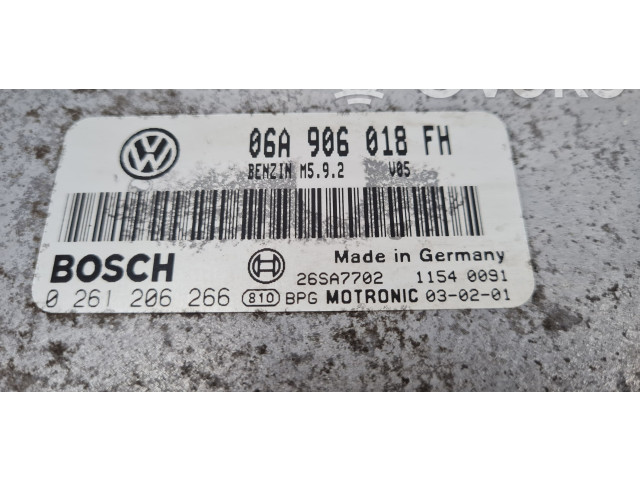 06A 906 018 FH
BENZIN M5.9.2 V05
BOSCH
Made in Germany
26SA7702 1154 0091
0 261 206 266 810 BPG MOTRONIC 03-02-01